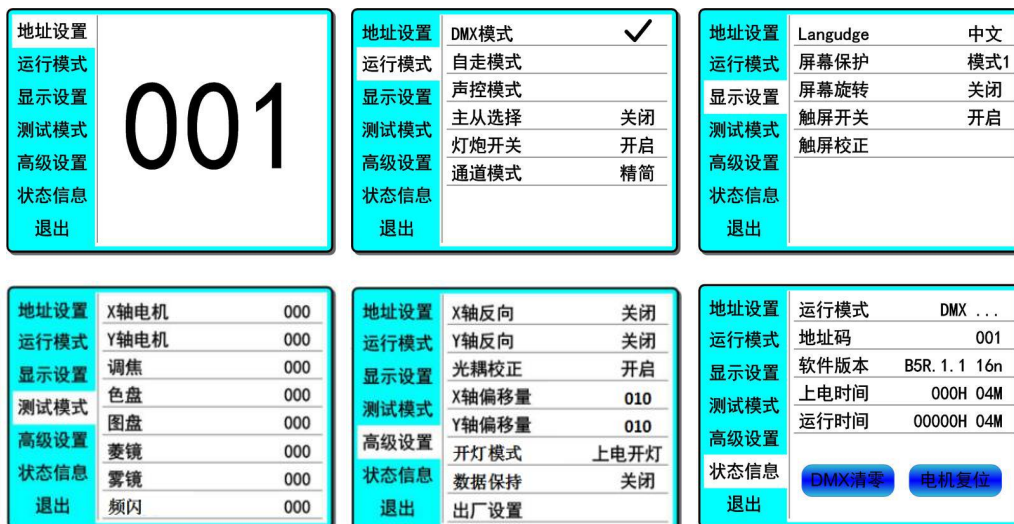 地址设置
运行模式
显示设置
测试模式
高级设置
状态信息
退出
001
地址设置
运行模式
显示设置
测试模式
高级设置
状态信息
退出
DMX模式 ✓
自走模式
声控模式
主从选择 关闭
灯炮开关 开启
通道模式 精简
地址设置
运行模式
显示设置
测试模式
高级设置
状态信息
退出
Langudge 中文
屏幕保护 模式1
屏幕旋转 关闭
触屏开关 开启
触屏校正
地址设置
运行模式
显示设置
测试模式
高级设置
状态信息
退出
X轴电机 000
Y轴电机 000
调焦 000
色盘 000
图盘 000
菱镜 000
雾镜 000
频闪 000
地址设置
运行模式
显示设置
测试模式
高级设置
状态信息
退出
X轴反向 关闭
Y轴反向 关闭
光耦校正 开启
X轴偏移量 010
Y轴偏移量 010
开灯模式 上电开灯
数据保持 关闭
出厂设置
地址设置
运行模式
显示设置
测试模式
高级设置
状态信息
退出
运行模式 DMX ...
地址码 001
软件版本 B5R.1.1 16n
上电时间 000H 04M
运行时间 00000H 04M
DMX清零 电机复位